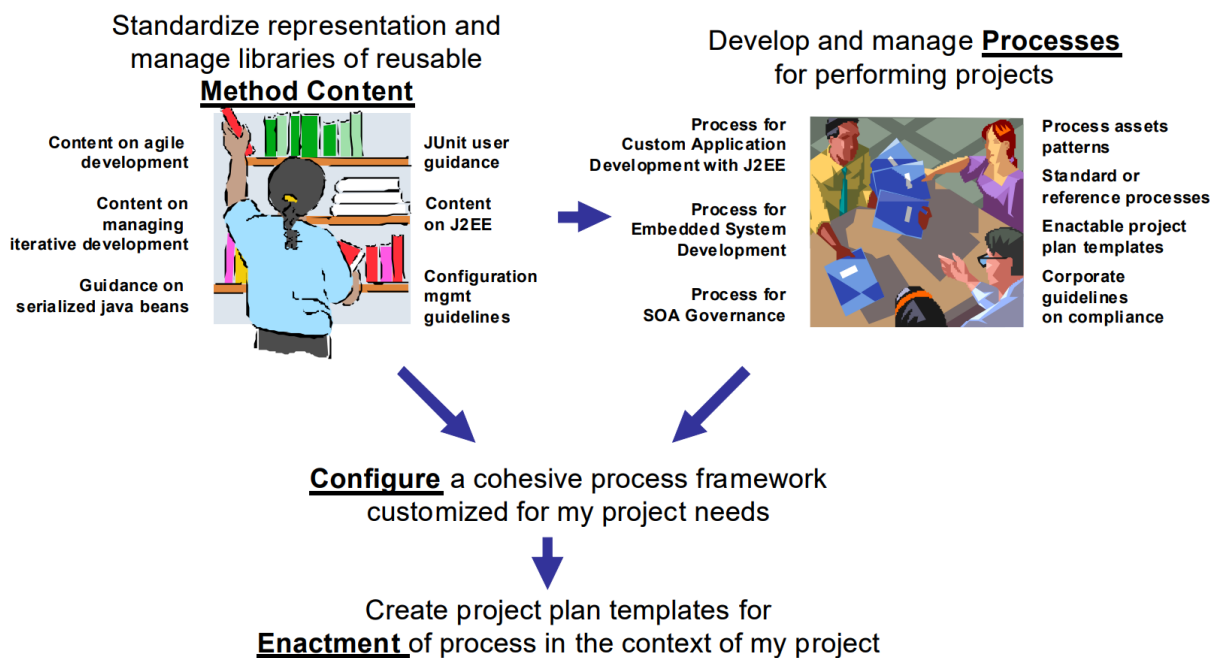 Standardize representation and
manage libraries of reusable
Method Content
Content on agile
development
Content on
managing
iterative development
Guidance on
serialized java beans
JUnit user
guidance
Content
on J2EE
Configuration
mgmt
guidelines
Develop and manage Processes
for performing projects
Process for
Custom Application
Development with J2EE
Process for
Embedded System
Development
Process for
SOA Governance
Process assets
patterns
Standard or
reference processes
Enactable project
plan templates
Corporate
guidelines
on compliance
Configure a cohesive process framework
customized for my project needs
Create project plan templates for
Enactment of process in the context of my project